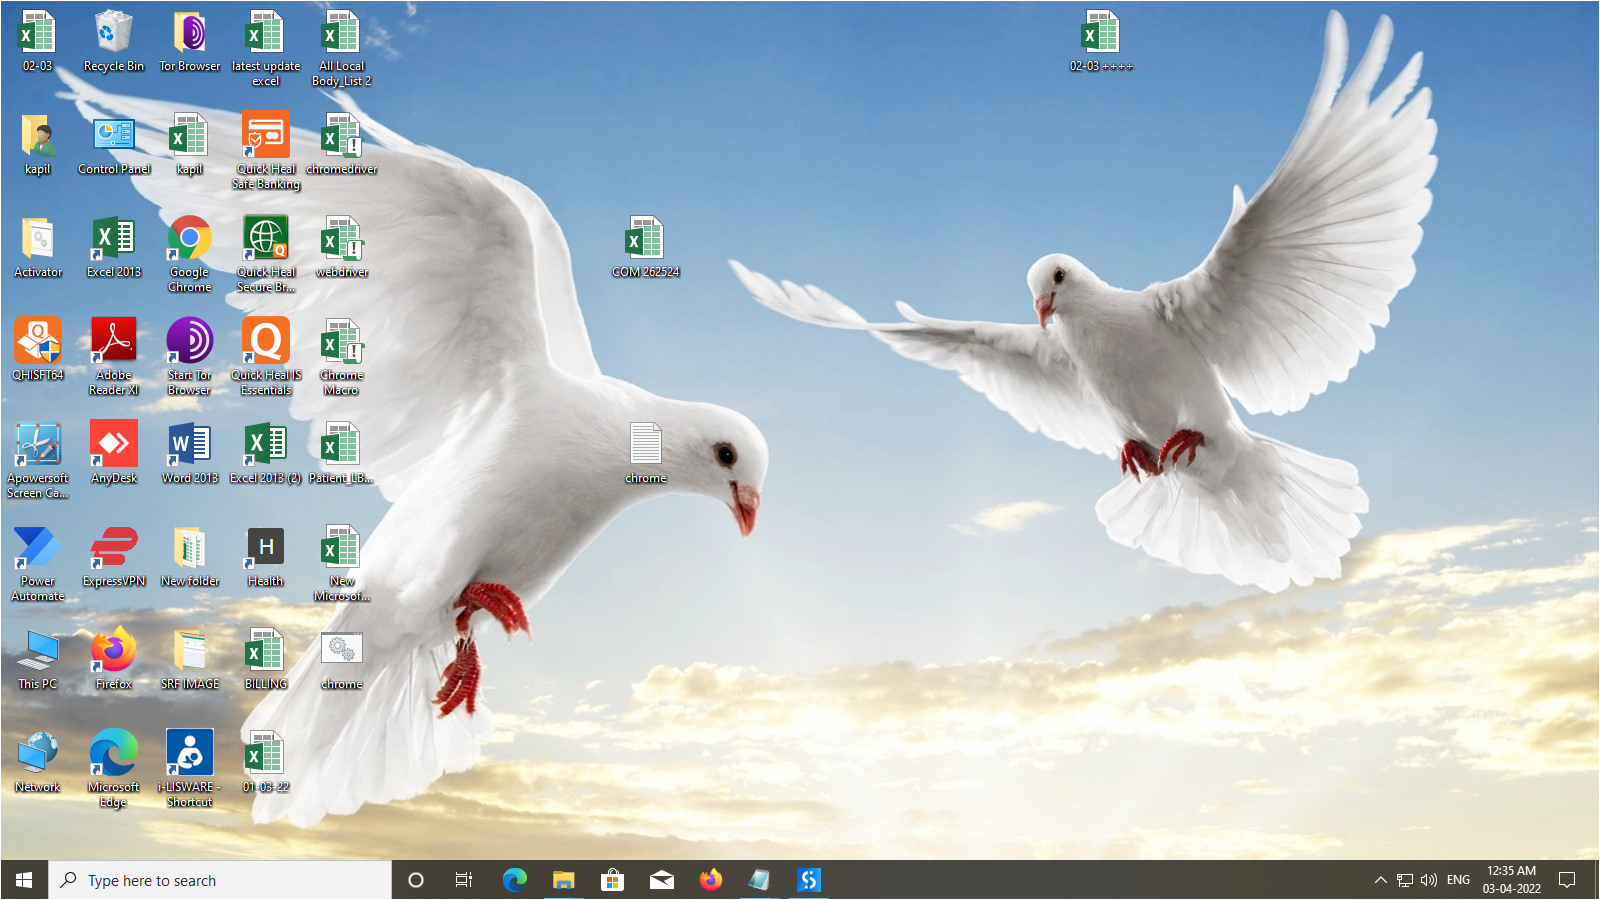 02-03
Recycle Bin
Tor Browser
latest update
excel
All Local
Body_List 2
02-03 ++++
kapil
Control Panel
kapil
Quick Heal
Safe Banking
chromedriver
Activator
Excel 2013
Google
Chrome
Quick Heal
Secure Br...
webdriver
COM 262524
QHISFT64
Adobe
Reader XI
Start Tor
Browser
Quick Heal IS
Essentials
Chrome
Macro
Apowersoft
Screen Ca...
AnyDesk
Word 2013
Excel 2013 (2)
Patient_LB...
chrome
Power
Automate
ExpressVPN
New folder
H
Health
New
Microsof...
This PC
Firefox
SRF IMAGE
BILLING
chrome
Network
Microsoft
Edge
i-LISWARE -
Shortcut
01-03-22
Type here to search
ENG
12:35 AM
03-04-2022